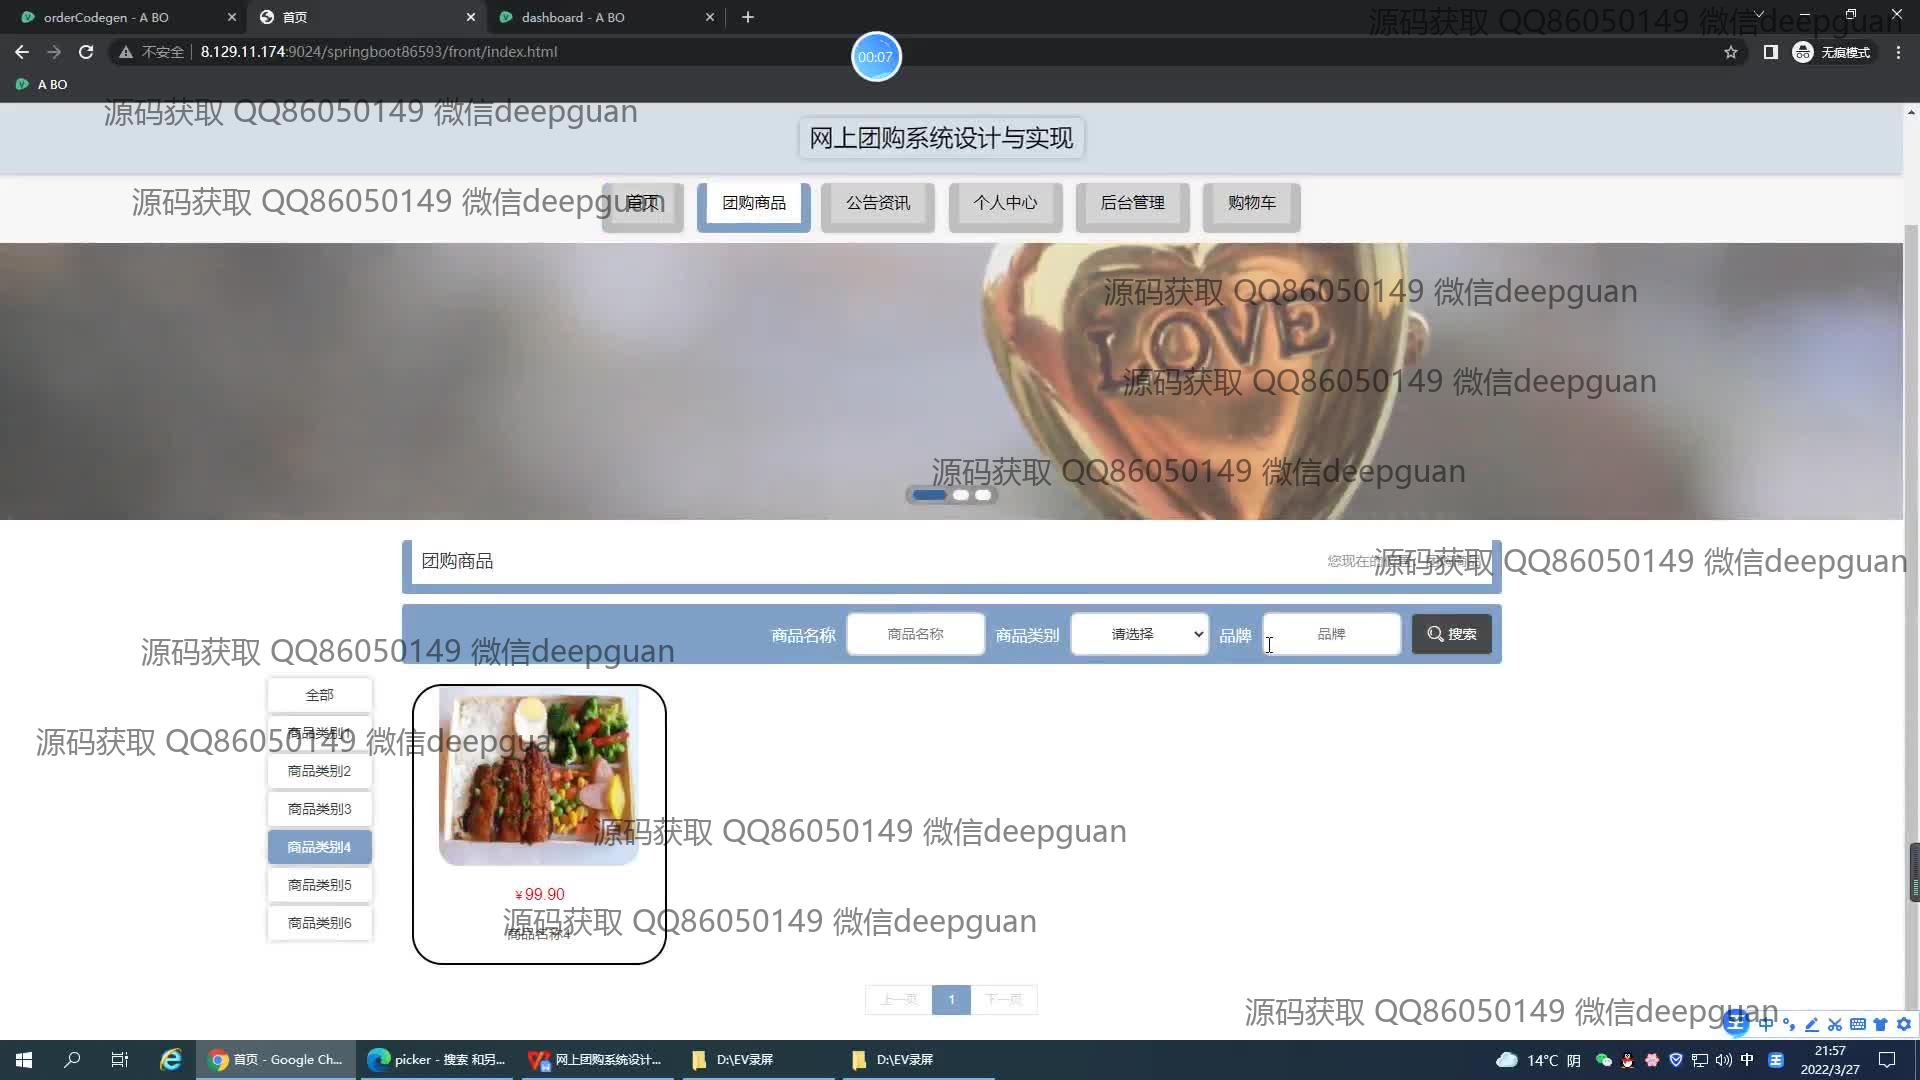 orderCodegen - A BO
首页
dashboard - A BO
源码获取 QQ86050149 微信deepguan
不安全
8.129.11.174:9024/springboot86593/front/index.html
00:07
无痕模式
A BO
源码获取 QQ86050149 微信deepguan
网上团购系统设计与实现
源码获取 QQ86050149 微信deepguan
首页
团购商品
公告资讯
个人中心
后台管理
购物车
源码获取 QQ86050149 微信deepguan
LOVE
源码获取 QQ86050149 微信deepguan
源码获取 QQ86050149 微信deepguan
团购商品
您现在的
源码获取 QQ86050149 微信deepguan
商品名称
商品名称
商品类别
请选择
品牌
品牌
搜索
源码获取 QQ86050149 微信deepguan
全部
商品类别1
源码获取 QQ86050149 微信deepguan
商品类别2
商品类别3
商品类别4
商品类别5
商品类别6
源码获取 QQ86050149 微信deepguan
¥99.90
源码获取 QQ86050149 微信deepguan
商品名称4
上一页
1
下一页
源码获取 QQ86050149 微信deepguan
中
首页 - Google Ch...
picker - 搜索 和另...
网上团购系统设计...
D:\EV录屏
D:\EV录屏
14°C 阴
中
21:57
2022/3/27